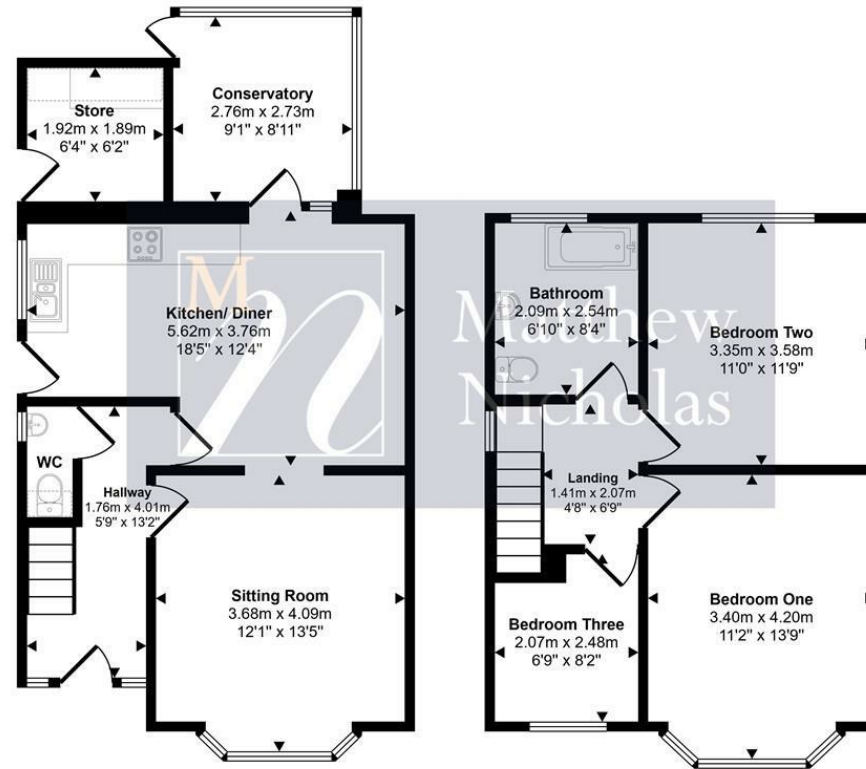 Conservatory
2.76m x 2.73m
9'1" x 8'11"
Store
1.92m x 1.89m
6'4" x 6'2"
Kitchen/ Diner
5.62m x 3.76m
18'5" x 12'4"
WC
Hallway
1.76m x 4.01m
5'9" x 13'2"
Sitting Room
3.68m x 4.09m
12'1" x 13'5"
M
n
Matthew
Nicholas
Bathroom
2.09m x 2.54m
6'10" x 8'4"
Bedroom Two
3.35m x 3.58m
11'0" x 11'9"
Landing
1.41m x 2.07m
4'8" x 6'9"
Bedroom Three
2.07m x 2.48m
6'9" x 8'2"
Bedroom One
3.40m x 4.20m
11'2" x 13'9"